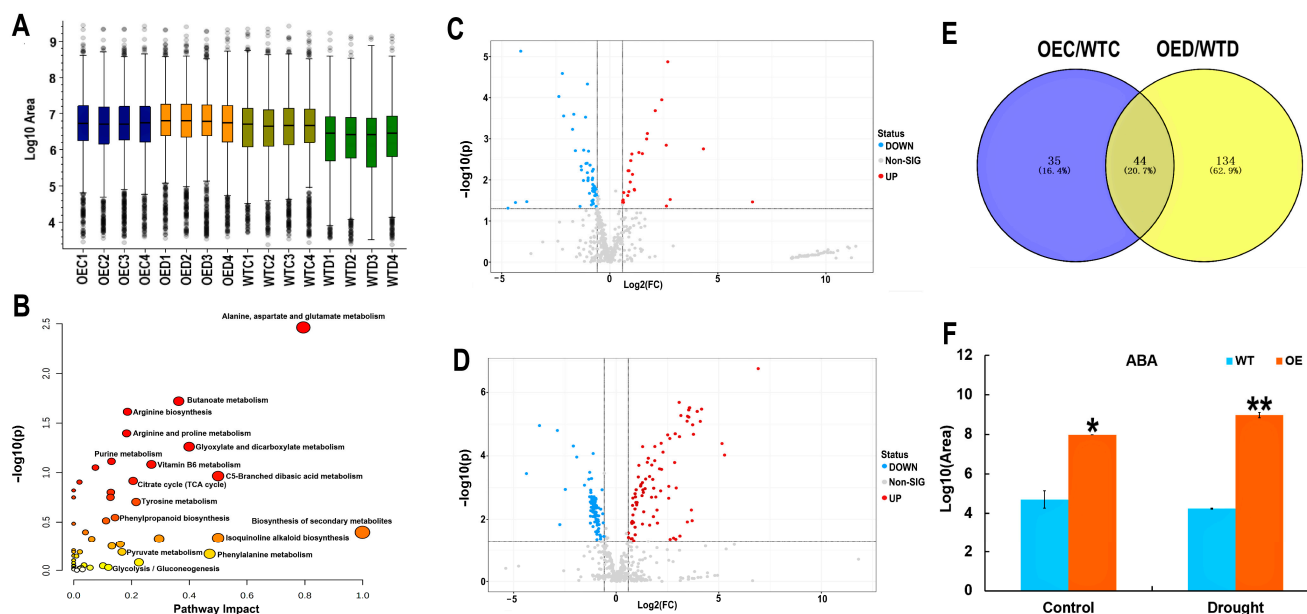 A
Log10 Area
9
8
7
6
5
4
OEC1
OEC2
OEC3
OEC4
OED1
OED2
OED3
OED4
WTC1
WTC2
WTC3
WTC4
WTD1
WTD2
WTD3
WTD4
B
Alanine, aspartate and glutamate metabolism
Butanoate metabolism
Arginine biosynthesis
Arginine and proline metabolism
Glyoxylate and dicarboxylate metabolism
Purine metabolism
Vitamin B6 metabolism
C5-Branched dibasic acid metabolism
Citrate cycle (TCA cycle)
Tyrosine metabolism
Phenylpropanoid biosynthesis
Biosynthesis of secondary metabolites
Isoquinoline alkaloid biosynthesis
Pyruvate metabolism
Phenylalanine metabolism
Glycolysis / Gluconeogenesis
-log10(p)
2.5
2.0
1.5
1.0
0.5
0.0
0.0
0.2
0.4
0.6
0.8
1.0
Pathway Impact
C
-log10(p)
5
4
3
2
1
0
−5
0
5
10
Log2(FC)
Status
DOWN
Non-SIG
UP
D
-log10(p)
6
4
2
0
−5
0
5
10
Log2(FC)
Status
DOWN
Non-SIG
UP
E
OEC/WTC
OED/WTD
35
(16.4%)
44
(20.7%)
134
(62.9%)
F
ABA
WT
OE
Log10(Area)
12
10
8
6
4
2
0
*
**
Control
Drought